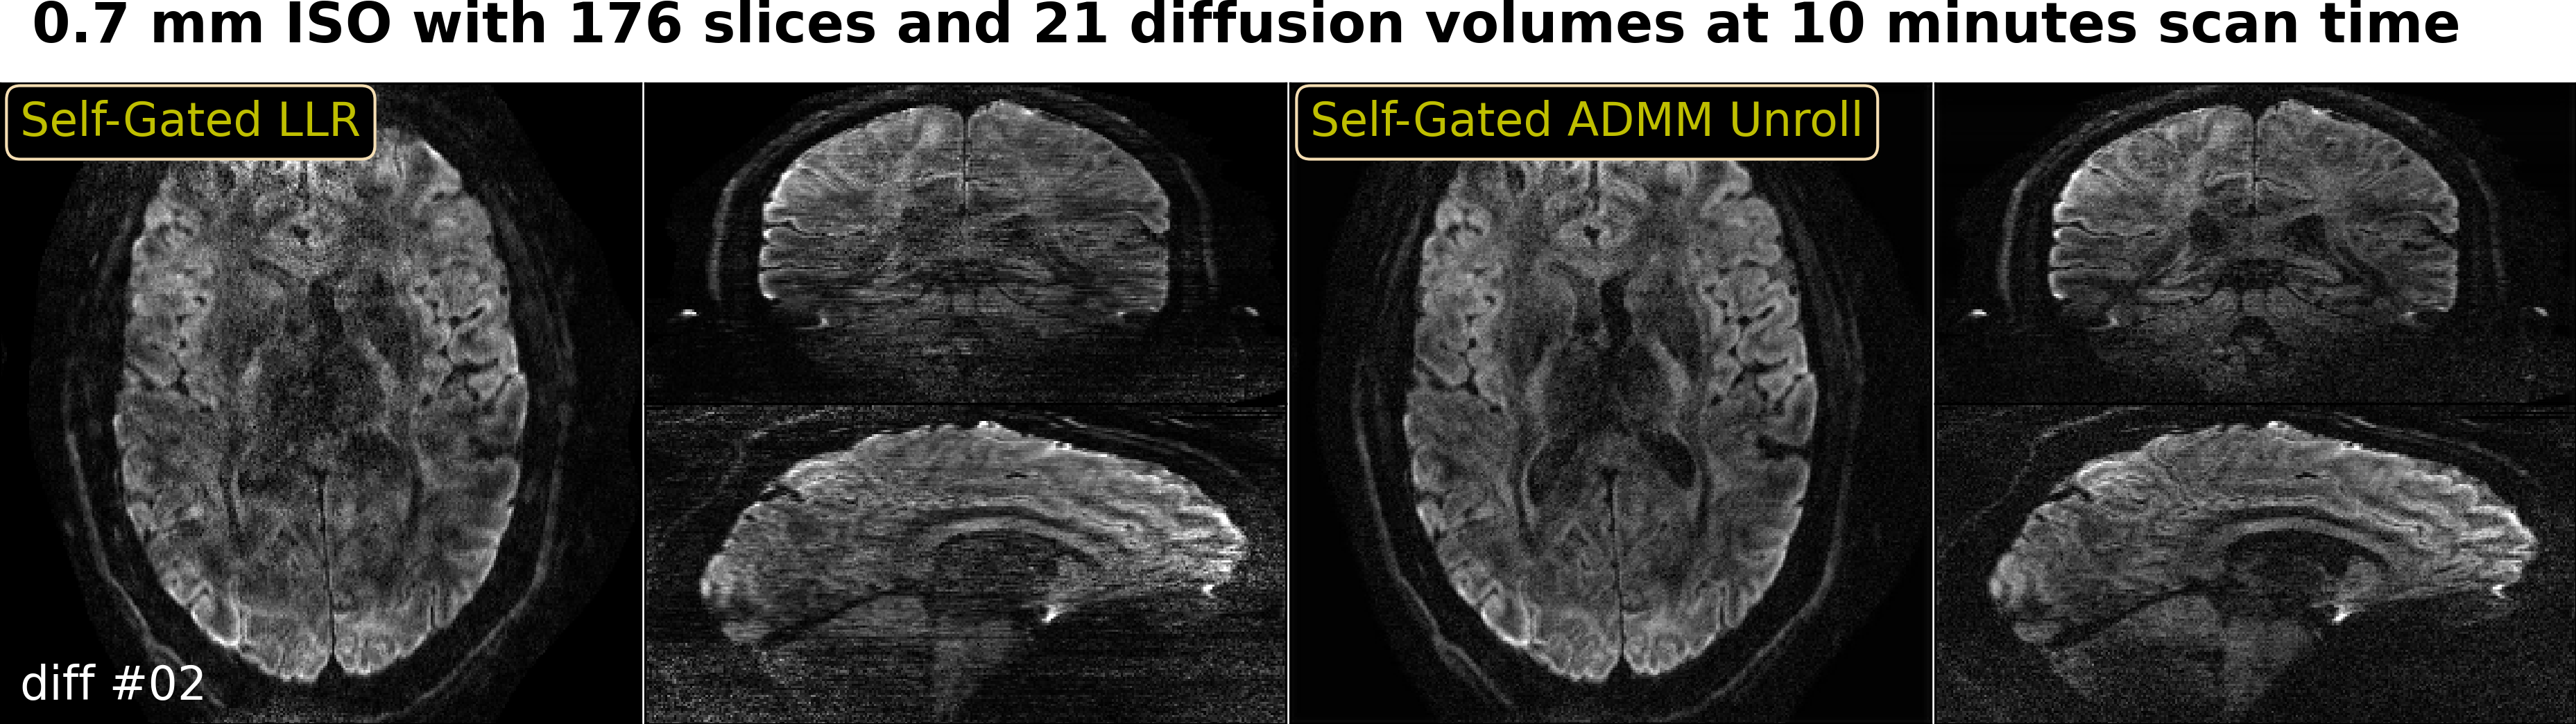 0.7 mm ISO with 176 slices and 21 diffusion volumes at 10 minutes scan time
Self-Gated LLR
Self-Gated ADMM Unroll
diff #02